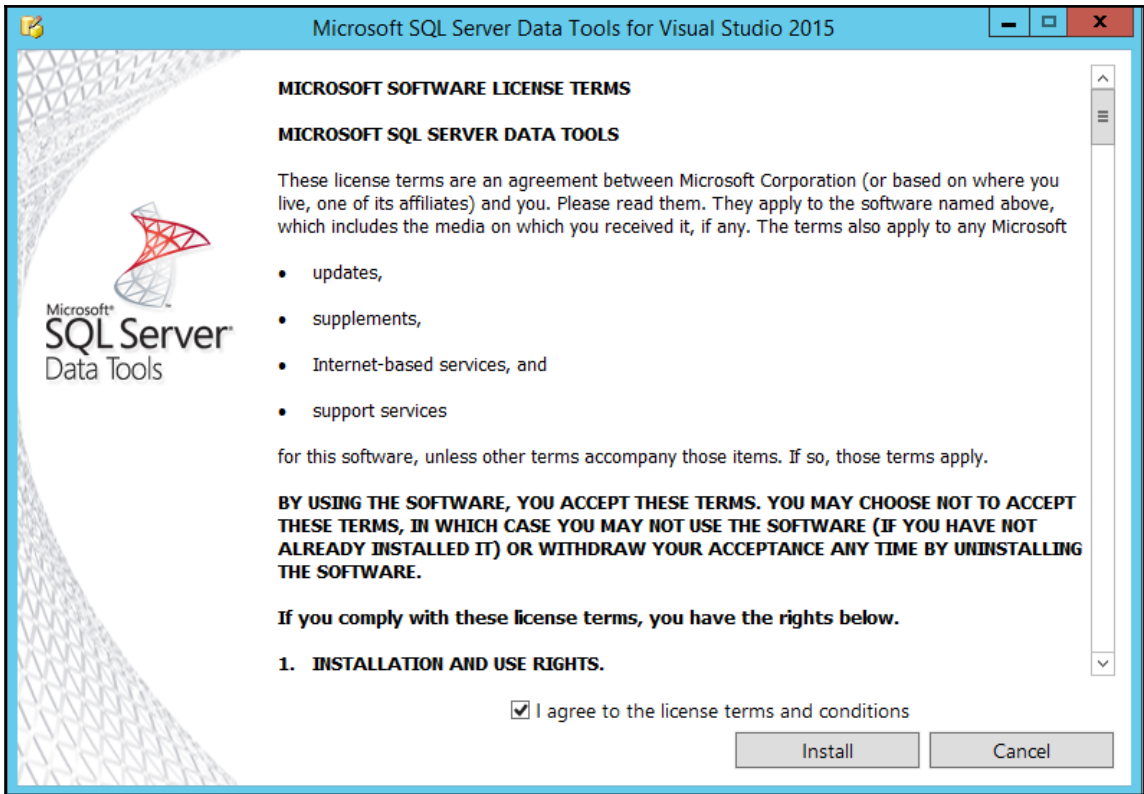 Microsoft SQL Server Data Tools for Visual Studio 2015
MICROSOFT SOFTWARE LICENSE TERMS
MICROSOFT SQL SERVER DATA TOOLS
These license terms are an agreement between Microsoft Corporation (or based on where you
live, one of its affiliates) and you. Please read them. They apply to the software named above,
which includes the media on which you received it, if any. The terms also apply to any Microsoft
• updates,
• supplements,
• Internet-based services, and
• support services
for this software, unless other terms accompany those items. If so, those terms apply.
BY USING THE SOFTWARE, YOU ACCEPT THESE TERMS. YOU MAY CHOOSE NOT TO ACCEPT
THESE TERMS, IN WHICH CASE YOU MAY NOT USE THE SOFTWARE (IF YOU HAVE NOT
ALREADY INSTALLED IT) OR WITHDRAW YOUR ACCEPTANCE ANY TIME BY UNINSTALLING
THE SOFTWARE.
If you comply with these license terms, you have the rights below.
1. INSTALLATION AND USE RIGHTS.
Microsoft®
SQL Server®
Data Tools
I agree to the license terms and conditions
Install
Cancel